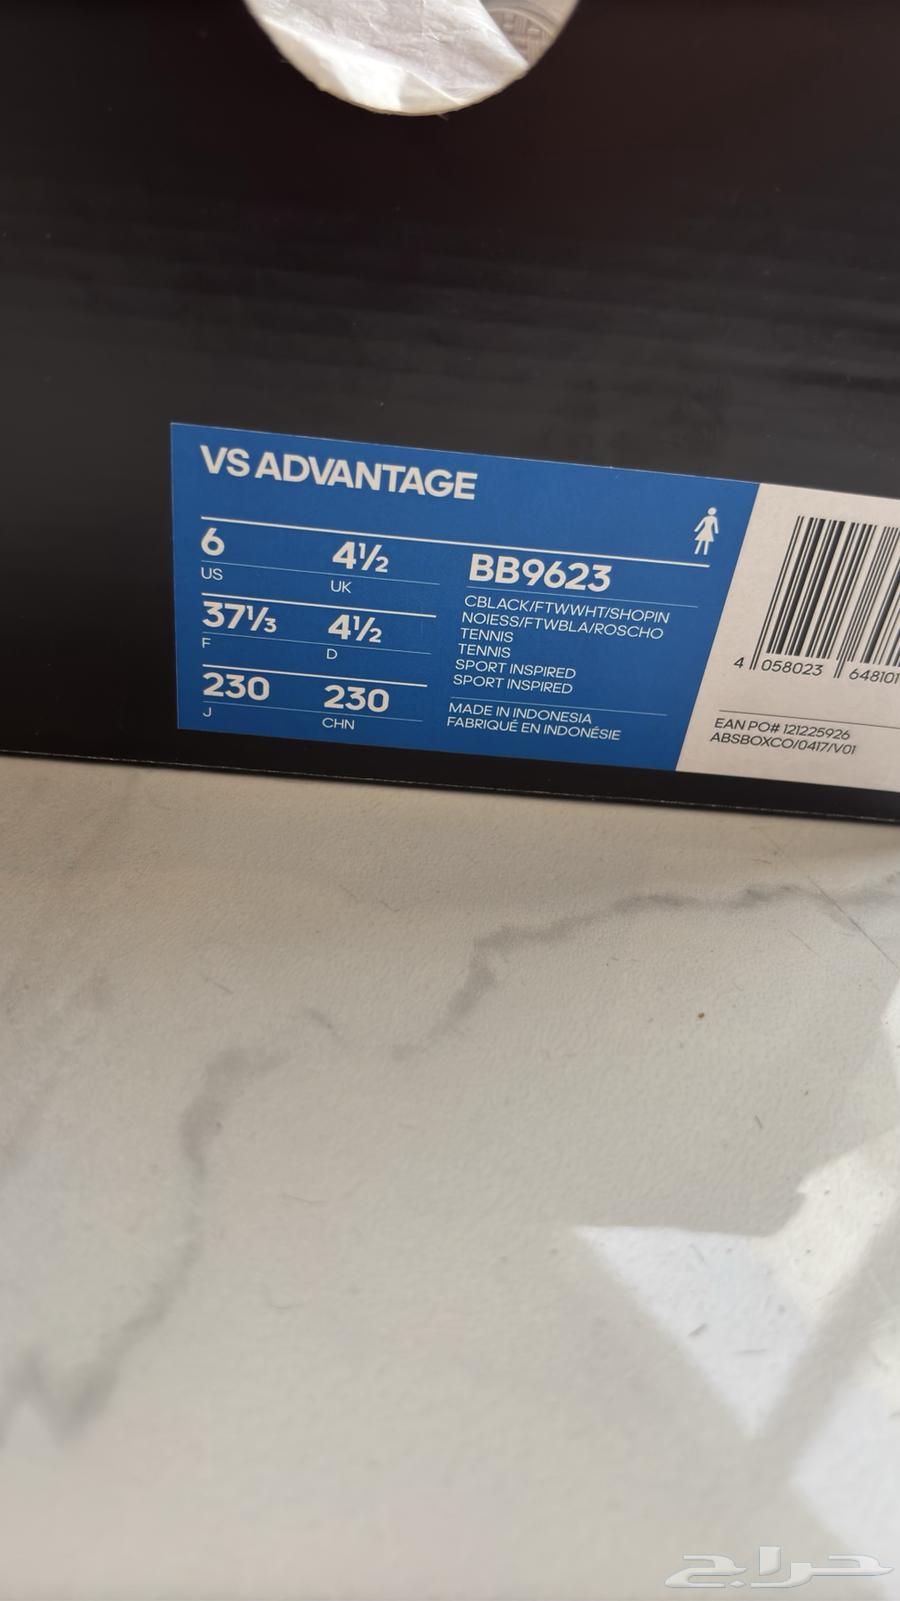 VS ADVANTAGE
6 4½
US UK
37⅓ 4½
F D
230 230
J CHN
BB9623
CBLACK/FTWWHT/SHOPIN
NOIESS/FTWBLA/ROSCHO
TENNIS
TENNIS
SPORT INSPIRED
SPORT INSPIRED
MADE IN INDONESIA
FABRIQUÉ EN INDONÉSIE
4 058023 648101
EAN PO# 121225926
ABSBOXCO/0417/V01
حراج